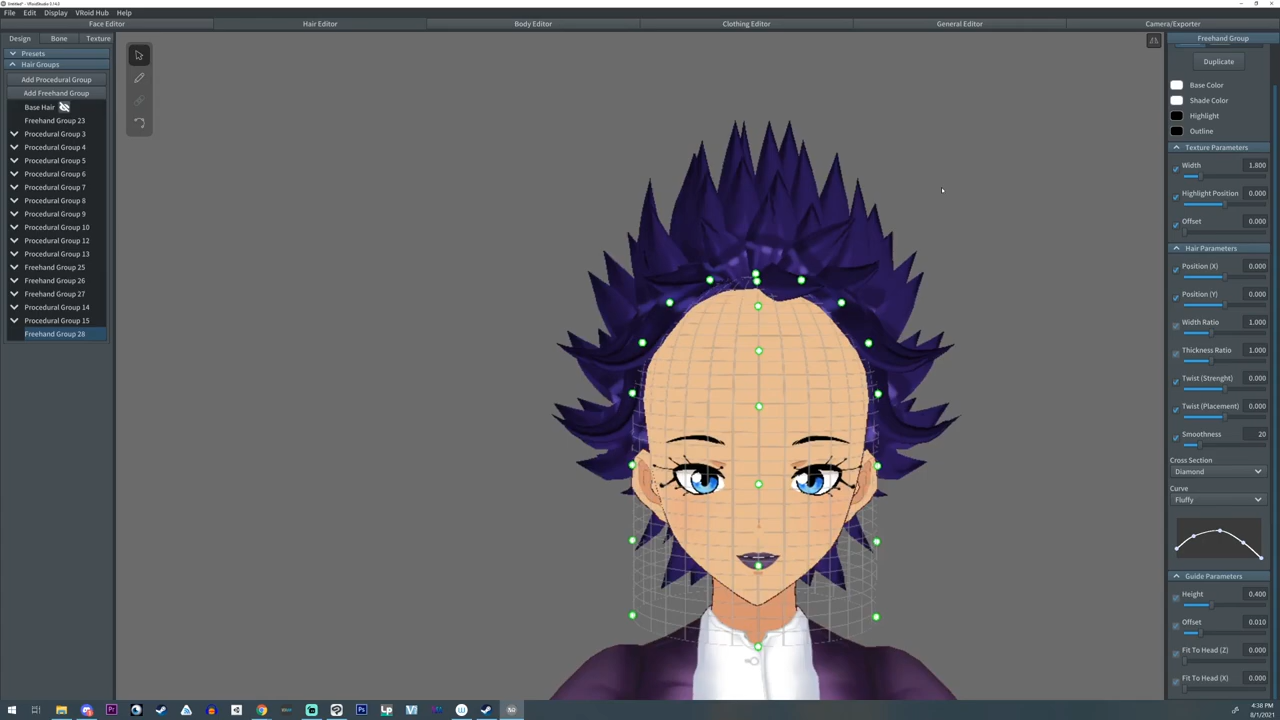 Untitled* - VRoidStudio 0.14.0
File Edit Display VRoid Hub Help
Face Editor Hair Editor Body Editor Clothing Editor General Editor Camera/Exporter
Design Bone Texture
Presets
Hair Groups
Add Procedural Group
Add Freehand Group
Base Hair
Freehand Group 23
Procedural Group 3
Procedural Group 4
Procedural Group 5
Procedural Group 6
Procedural Group 7
Procedural Group 8
Procedural Group 9
Procedural Group 10
Procedural Group 12
Procedural Group 13
Freehand Group 25
Freehand Group 26
Freehand Group 27
Procedural Group 14
Procedural Group 15
Freehand Group 28
Freehand Group
Duplicate
Base Color
Shade Color
Highlight
Outline
Texture Parameters
Width 1.800
Highlight Position 0.000
Offset 0.000
Hair Parameters
Position (X) 0.000
Position (Y) 0.000
Width Ratio 1.000
Thickness Ratio 1.000
Twist (Strenght) 0.000
Twist (Placement) 0.000
Smoothness 20
Cross Section
Diamond
Curve
Fluffy
Guide Parameters
Height 0.400
Offset 0.010
Fit To Head (Z) 0.000
Fit To Head (X) 0.000
4:38 PM
8/1/2021